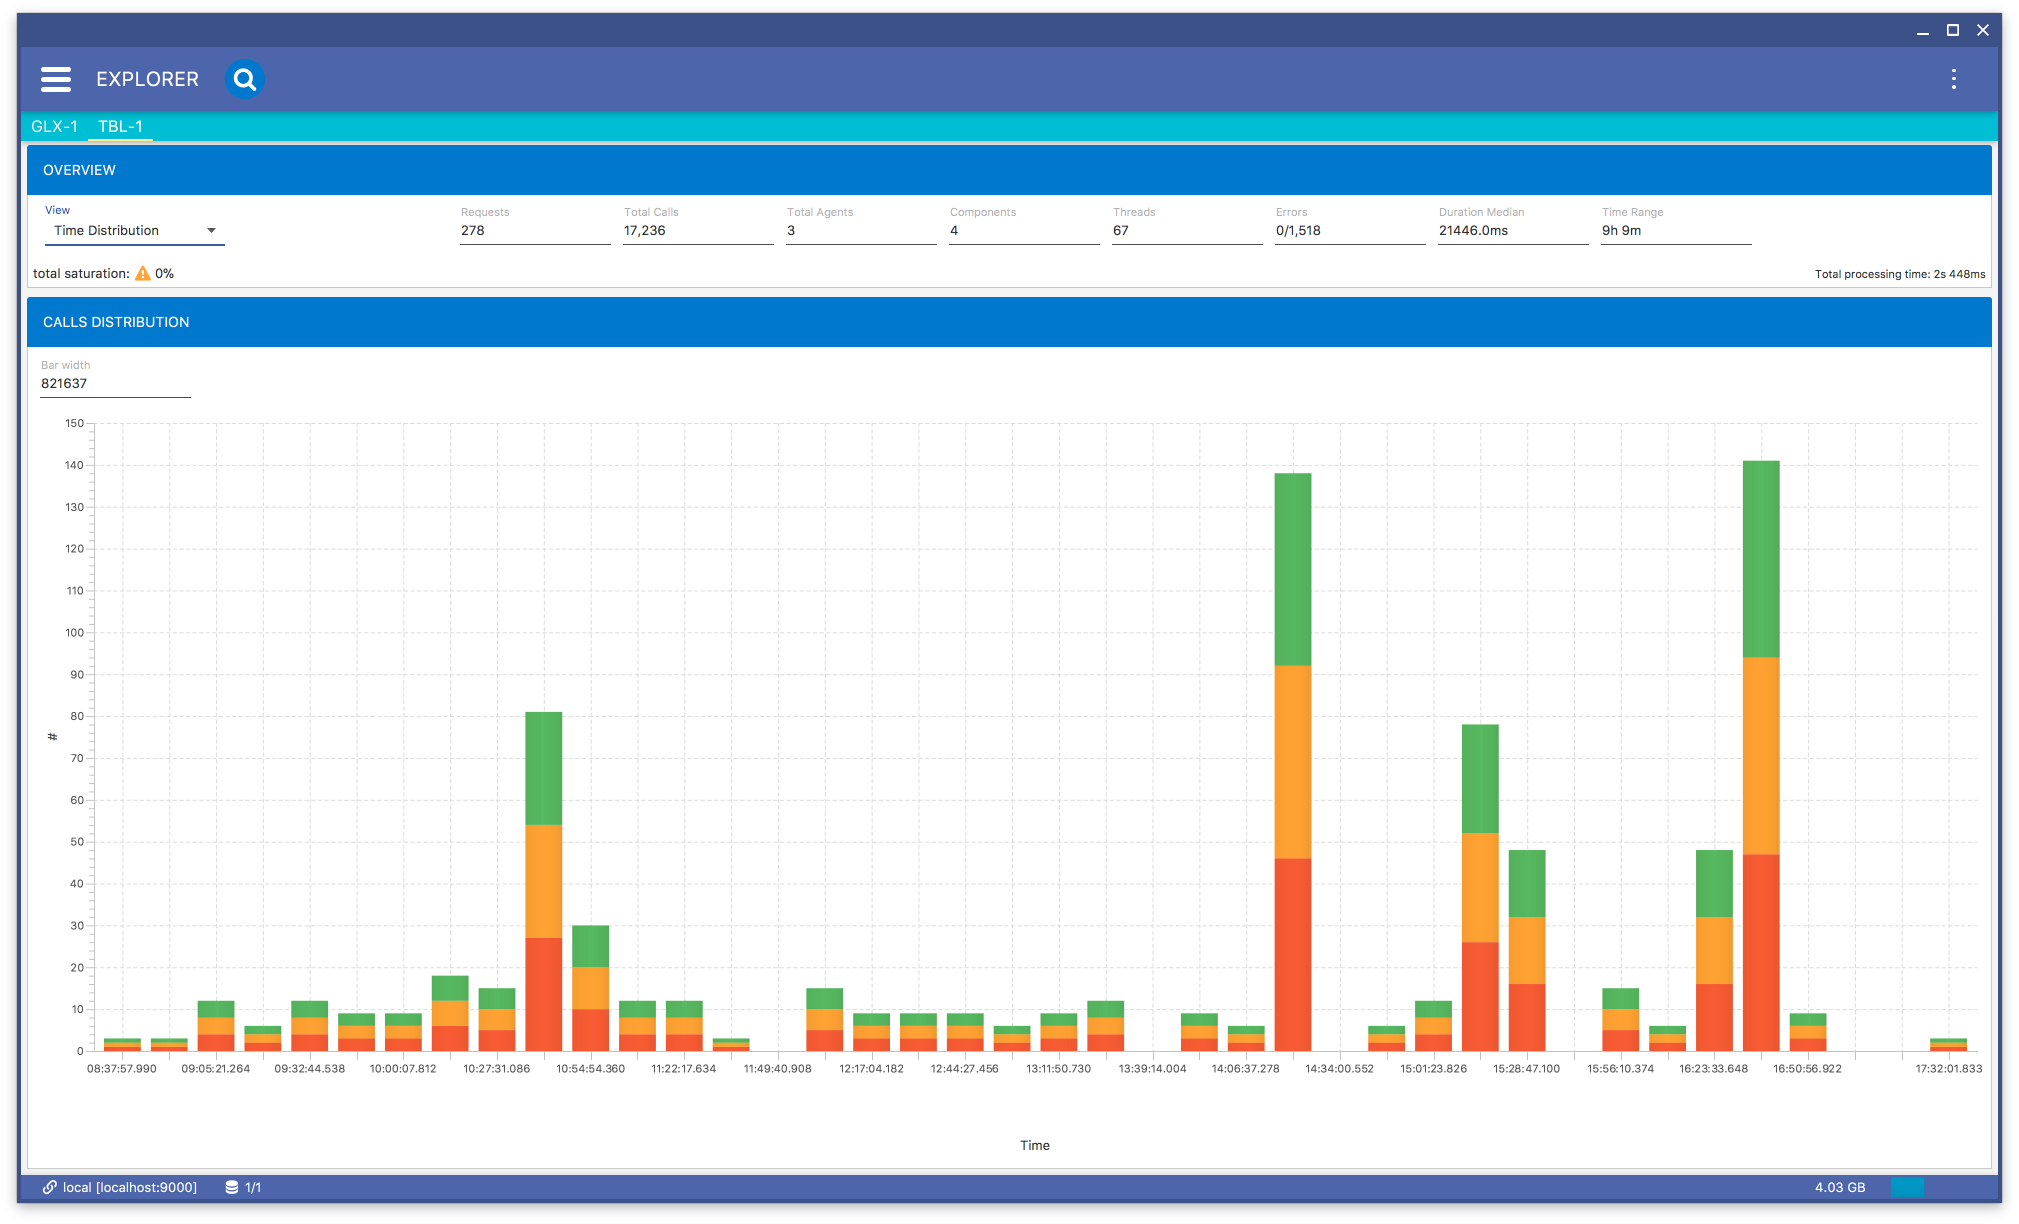 EXPLORER
GLX-1 TBL-1
OVERVIEW
View
Time Distribution
Requests
278
Total Calls
17,236
Total Agents
3
Components
4
Threads
67
Errors
0/1,518
Duration Median
21446.0ms
Time Range
9h 9m
total saturation: 0%
Total processing time: 2s 448ms
CALLS DISTRIBUTION
Bar width
821637
150
140
130
120
110
100
90
80
70
60
50
40
30
20
10
0
#
08:37:57.990 09:05:21.264 09:32:44.538 10:00:07.812 10:27:31.086 10:54:54.360 11:22:17.634 11:49:40.908 12:17:04.182 12:44:27.456 13:11:50.730 13:39:14.004 14:06:37.278 14:34:00.552 15:01:23.826 15:28:47.100 15:56:10.374 16:23:33.648 16:50:56.922 17:32:01.833
Time
local [localhost:9000] 1/1
4.03 GB